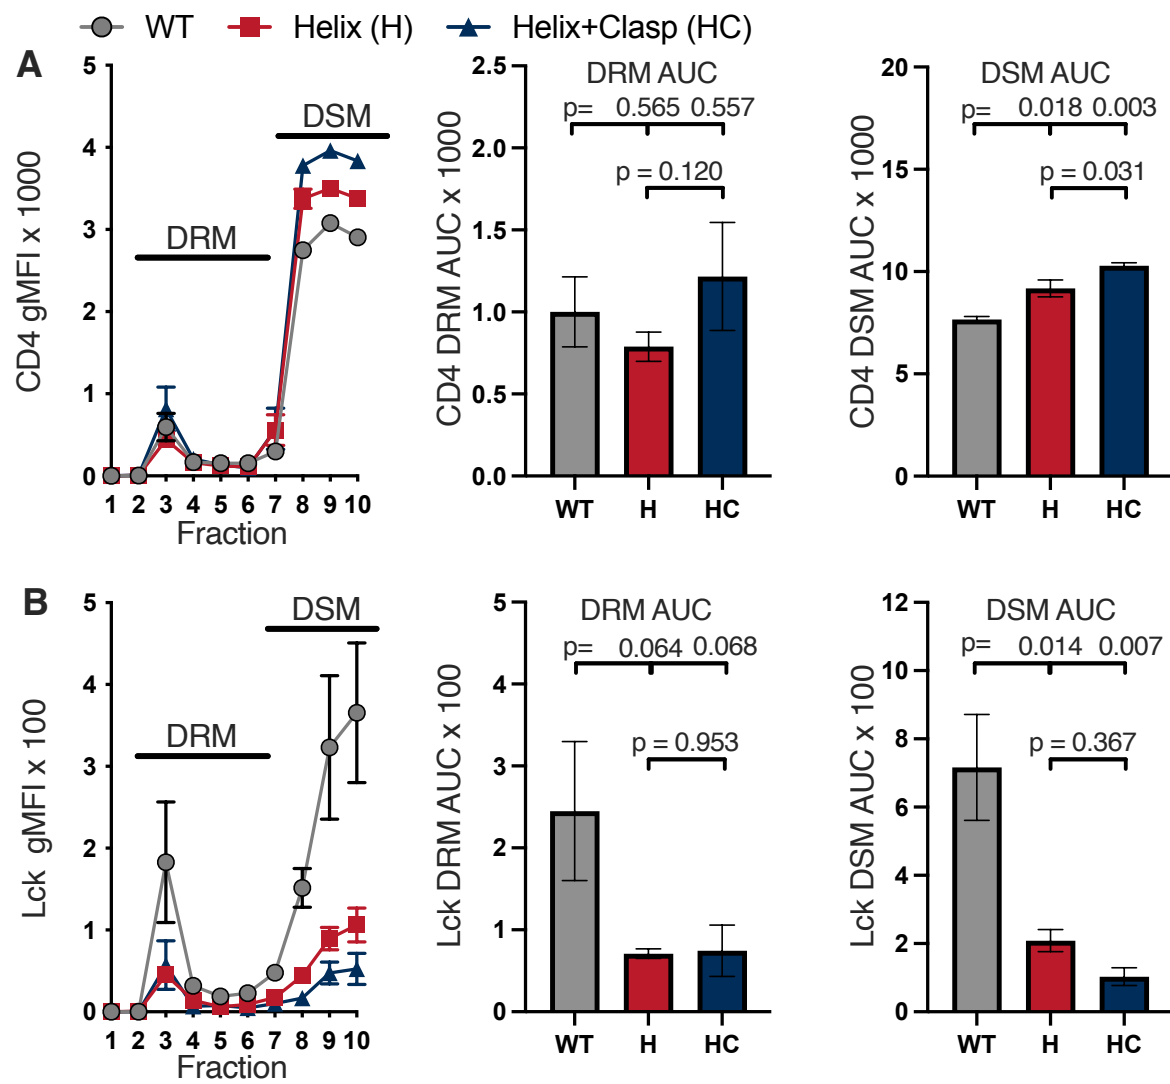 WT Helix (H) Helix+Clasp (HC)
A
CD4 gMFI x 1000
5
4
3
2
1
0
DRM
DSM
1 2 3 4 5 6 7 8 9 10
Fraction
CD4 DRM AUC x 1000
2.5
2.0
1.5
1.0
0.5
0.0
DRM AUC
p= 0.565 0.557
p = 0.120
WT H HC
CD4 DSM AUC x 1000
20
15
10
5
0
DSM AUC
p= 0.018 0.003
p = 0.031
WT H HC
B
Lck gMFI x 100
5
4
3
2
1
0
DRM
DSM
1 2 3 4 5 6 7 8 9 10
Fraction
Lck DRM AUC x 100
5
4
3
2
1
0
DRM AUC
p= 0.064 0.068
p = 0.953
WT H HC
Lck DSM AUC x 100
12
10
8
6
4
2
0
DSM AUC
p= 0.014 0.007
p = 0.367
WT H HC